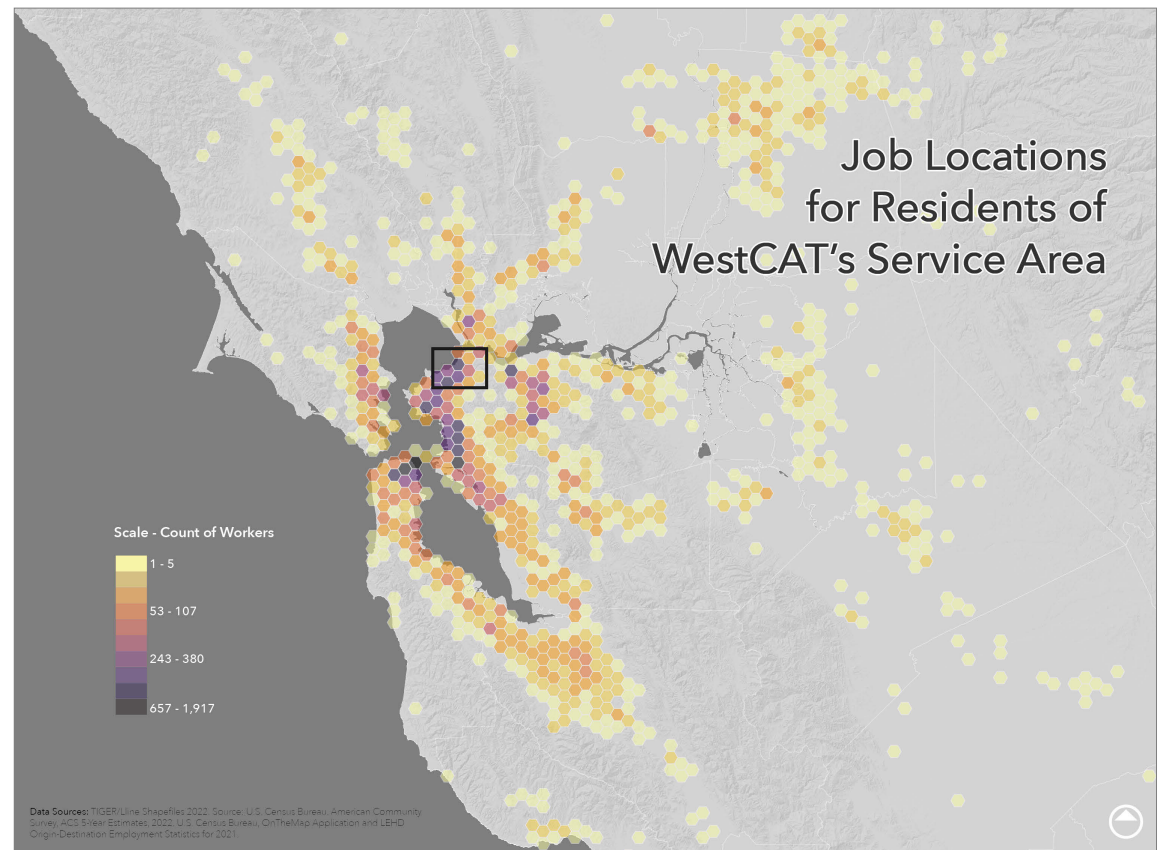 Job Locations
for Residents of
WestCAT's Service Area
Scale - Count of Workers
1 - 5
53 - 107
243 - 380
657 - 1,917
Data Sources: TIGER/Lline Shapefiles 2022. Source: U.S. Census Bureau, American Community
Survey, ACS 5-Year Estimates, 2022. U.S. Census Bureau, OnTheMap Application and LEHD
Origin-Destination Employment Statistics for 2021